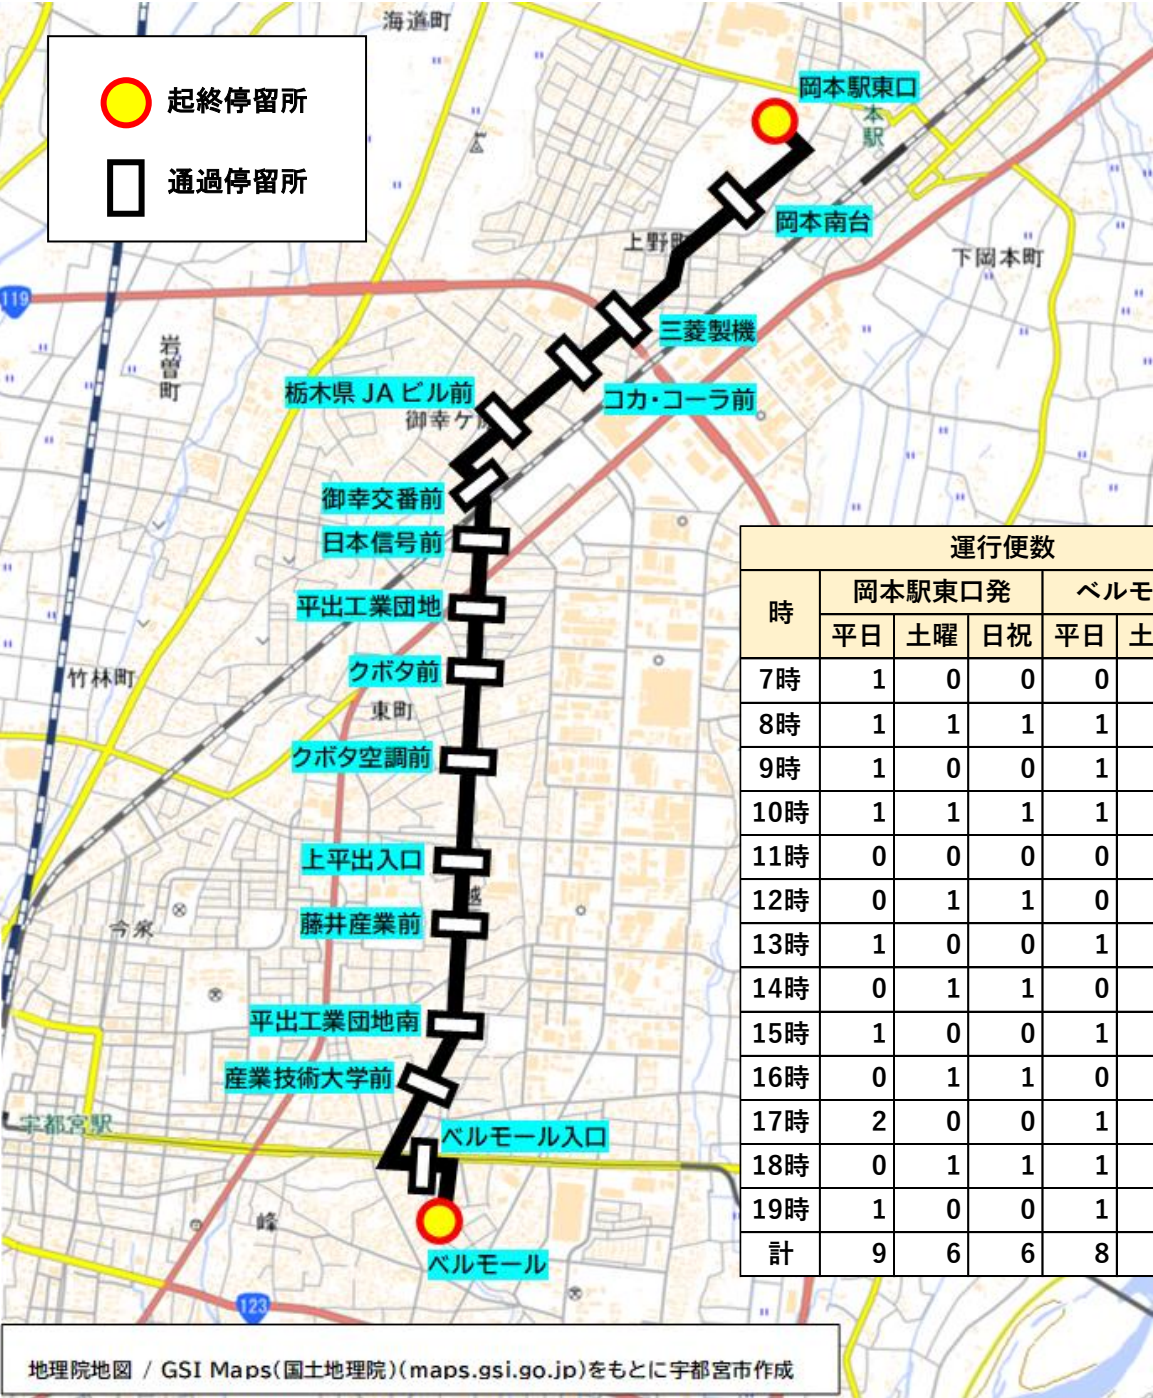 海道町
起終停留所
通過停留所
岡本駅東口
本駅
岡本南台
上野町
下岡本町
119
三菱製機
岩曽町
栃木県 JA ビル前
コカ・コーラ前
御幸ケ原
御幸交番前
日本信号前
平出工業団地
クボタ前
竹林町
東町
クボタ空調前
上平出入口
藤井産業前
今泉
平出工業団地南
産業技術大学前
宇都宮駅
ベルモール入口
峰
ベルモール
123
運行便数
時 岡本駅東口発 ベルモ
平日 土曜 日祝 平日 土
7時 1 0 0 0
8時 1 1 1 1
9時 1 0 0 1
10時 1 1 1 1
11時 0 0 0 0
12時 0 1 1 0
13時 1 0 0 1
14時 0 1 1 0
15時 1 0 0 1
16時 0 1 1 0
17時 2 0 0 1
18時 0 1 1 1
19時 1 0 0 1
計 9 6 6 8
地理院地図 / GSI Maps(国土地理院)(maps.gsi.go.jp)をもとに宇都宮市作成